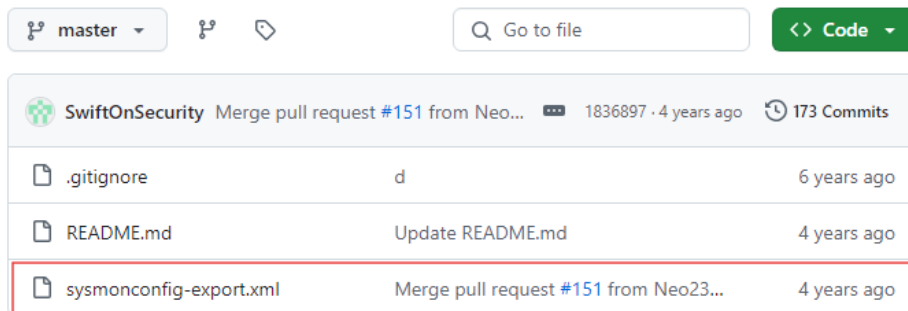 master Go to file Code
SwiftOnSecurity Merge pull request #151 from Neo... 1836897 · 4 years ago 173 Commits
.gitignore d 6 years ago
README.md Update README.md 4 years ago
sysmonconfig-export.xml Merge pull request #151 from Neo23... 4 years ago